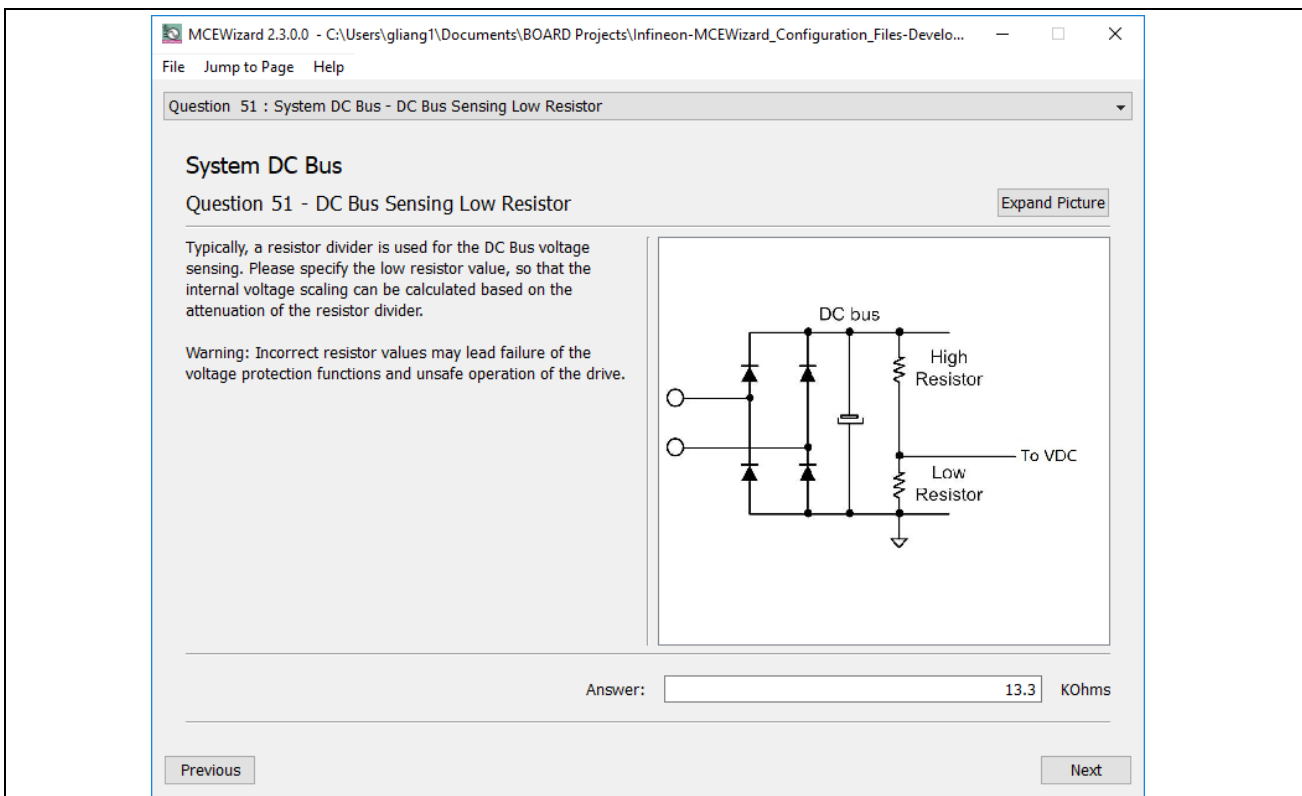 MCEWizard 2.3.0.0 - C:\Users\gliang1\Documents\BOARD Projects\Infineon-MCEWizard_Configuration_Files-Develo...
File Jump to Page Help
Question 51 : System DC Bus - DC Bus Sensing Low Resistor
System DC Bus
Question 51 - DC Bus Sensing Low Resistor
Expand Picture
Typically, a resistor divider is used for the DC Bus voltage
sensing. Please specify the low resistor value, so that the
internal voltage scaling can be calculated based on the
attenuation of the resistor divider.
Warning: Incorrect resistor values may lead failure of the
voltage protection functions and unsafe operation of the drive.
DC bus
High
Resistor
To VDC
Low
Resistor
Answer: 13.3 KOhms
Previous Next